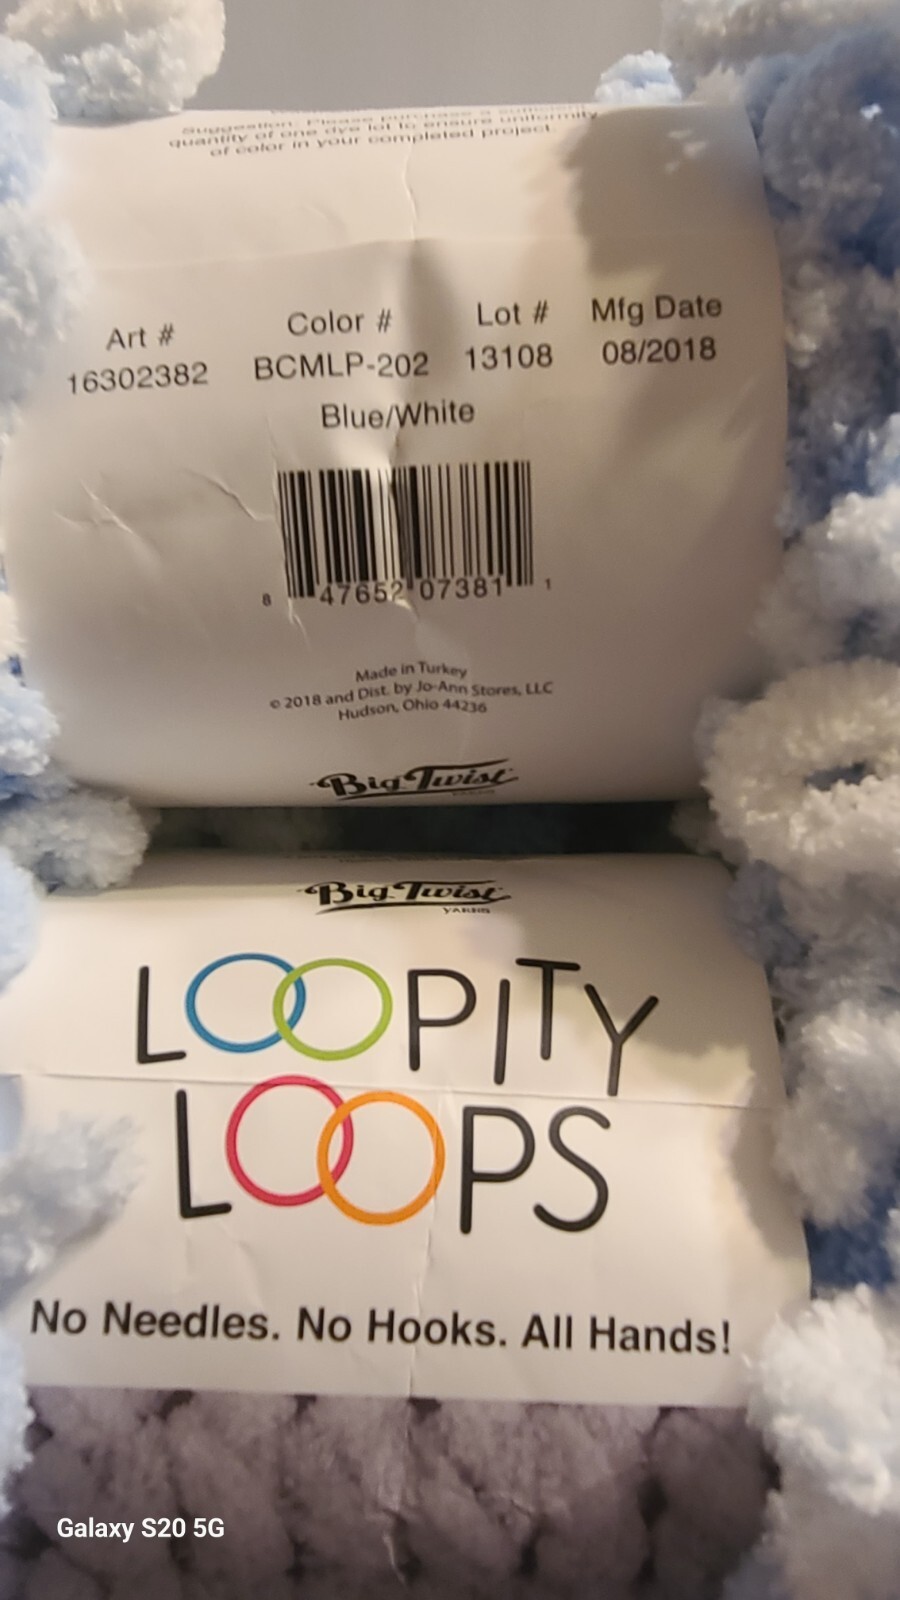 Suggestion: Please purchase a sufficient
quantity of one dye lot to ensure uniformity
of color in your completed project.
Art # Color # Lot # Mfg Date
16302382 BCMLP-202 13108 08/2018
Blue/White
8 47652 07381 1
Made in Turkey
© 2018 and Dist. by Jo-Ann Stores, LLC
Hudson, Ohio 44236
Big Twist
YARNS
Big Twist
YARNS
LOOPITY
LOOPS
No Needles. No Hooks. All Hands!
Galaxy S20 5G